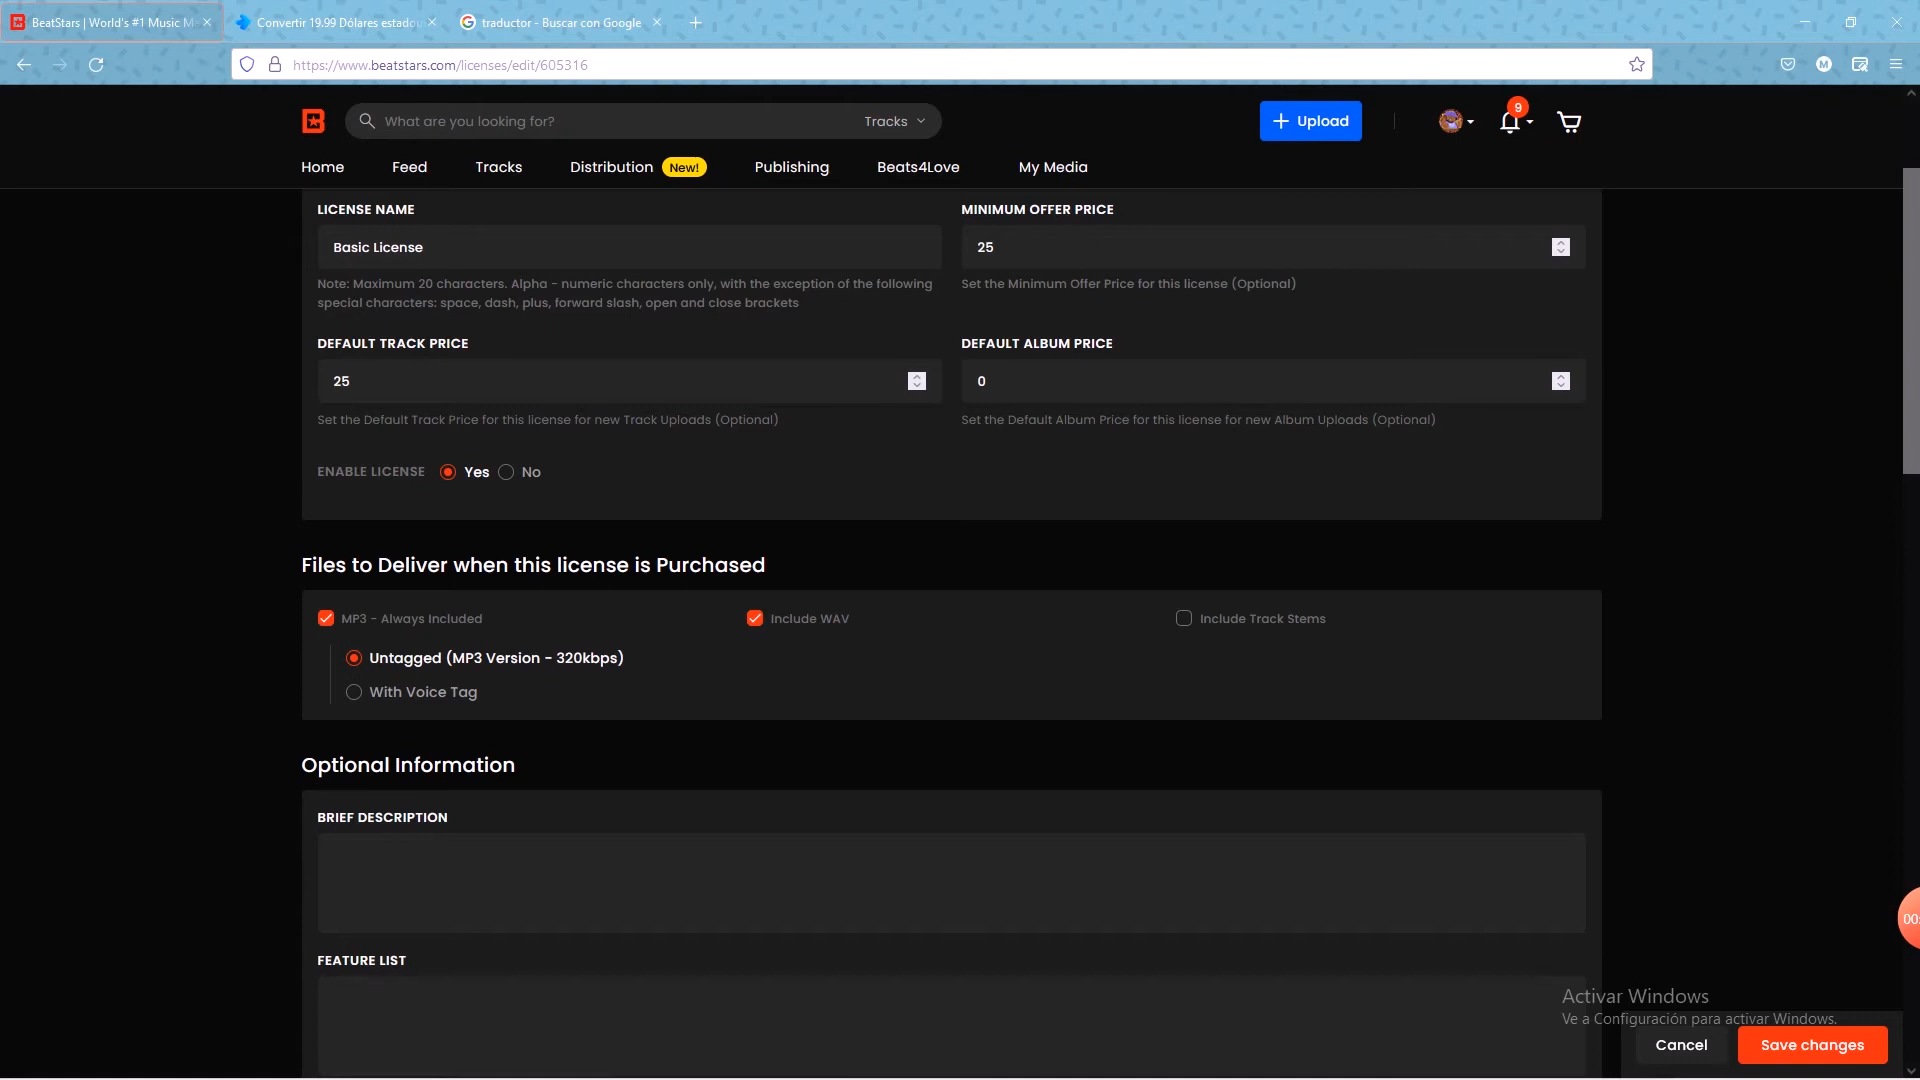 BeatStars | World's #1 Music M
Convertir 19.99 Dólares estadou
traductor - Buscar con Google
https://www.beatstars.com/licenses/edit/605316
M
What are you looking for?
Tracks
Upload
9
Home
Feed
Tracks
Distribution
New!
Publishing
Beats4Love
My Media
LICENSE NAME
MINIMUM OFFER PRICE
Basic License
25
Note: Maximum 20 characters. Alpha - numeric characters only, with the exception of the following
special characters: space, dash, plus, forward slash, open and close brackets
Set the Minimum Offer Price for this license (Optional)
DEFAULT TRACK PRICE
DEFAULT ALBUM PRICE
25
0
Set the Default Track Price for this license for new Track Uploads (Optional)
Set the Default Album Price for this license for new Album Uploads (Optional)
ENABLE LICENSE
Yes
No
Files to Deliver when this license is Purchased
MP3 - Always Included
Include WAV
Include Track Stems
Untagged (MP3 Version - 320kbps)
With Voice Tag
Optional Information
BRIEF DESCRIPTION
00:
FEATURE LIST
Activar Windows
Ve a Configuración para activar Windows.
Cancel
Save changes